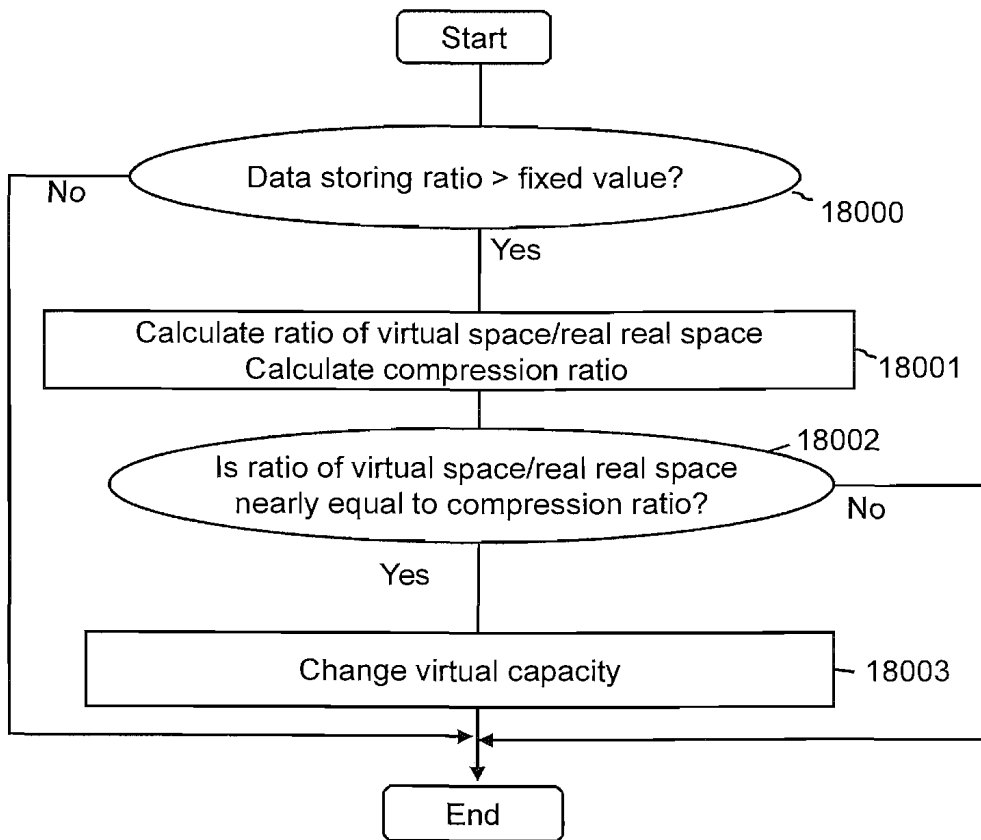 Start
Data storing ratio > fixed value?
No
18000
Yes
Calculate ratio of virtual space/real real space
Calculate compression ratio
18001
18002
Is ratio of virtual space/real real space
nearly equal to compression ratio?
No
Yes
Change virtual capacity
18003
End